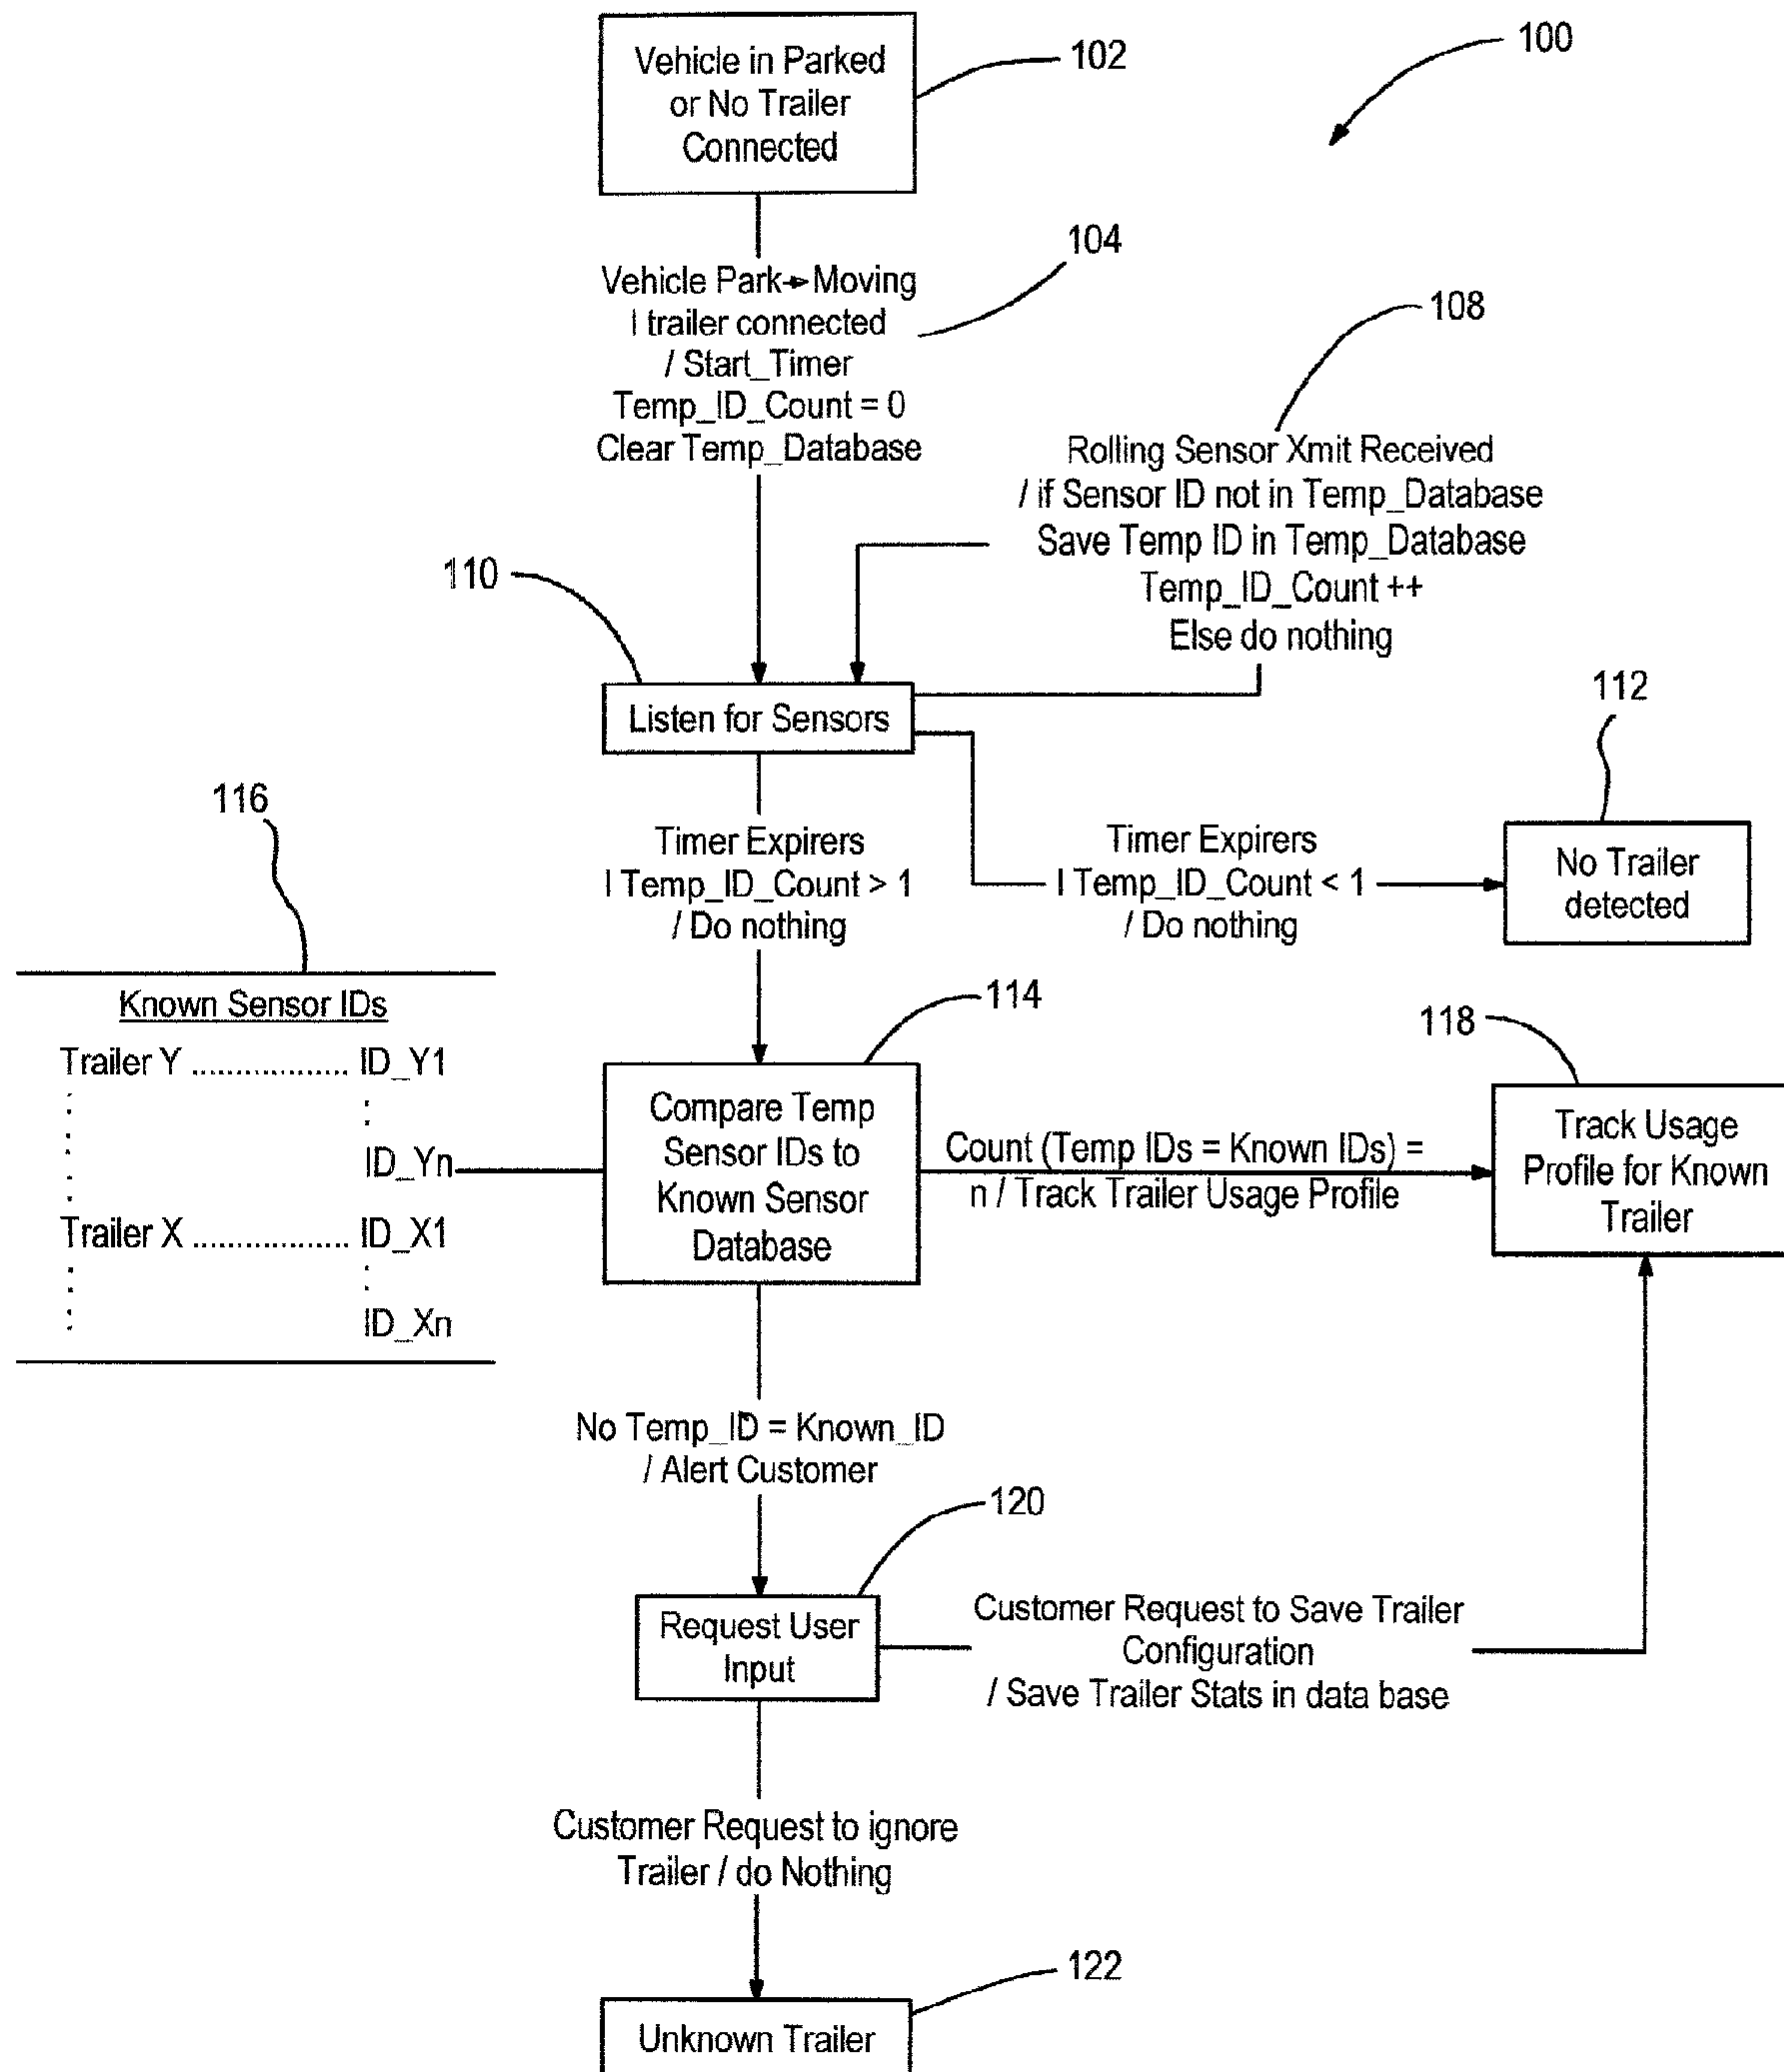 100
102
Vehicle in Parked
or No Trailer
Connected
104
Vehicle Park➛Moving
I trailer connected
/ Start_Timer
Temp_ID_Count = 0
Clear Temp_Database
108
Rolling Sensor Xmit Received
/ if Sensor ID not in Temp_Database
Save Temp ID in Temp_Database
Temp_ID_Count ++
Else do nothing
110
Listen for Sensors
112
No Trailer
detected
Timer Expirers
I Temp_ID_Count > 1
/ Do nothing
Timer Expirers
I Temp_ID_Count < 1
/ Do nothing
116
Known Sensor IDs
Trailer Y .................. ID_Y1
ID_Yn
Trailer X .................. ID_X1
ID_Xn
114
Compare Temp
Sensor IDs to
Known Sensor
Database
Count (Temp IDs = Known IDs) =
n / Track Trailer Usage Profile
118
Track Usage
Profile for Known
Trailer
No Temp_ID = Known_ID
/ Alert Customer
120
Request User
Input
Customer Request to Save Trailer
Configuration
/ Save Trailer Stats in data base
Customer Request to ignore
Trailer / do Nothing
122
Unknown Trailer